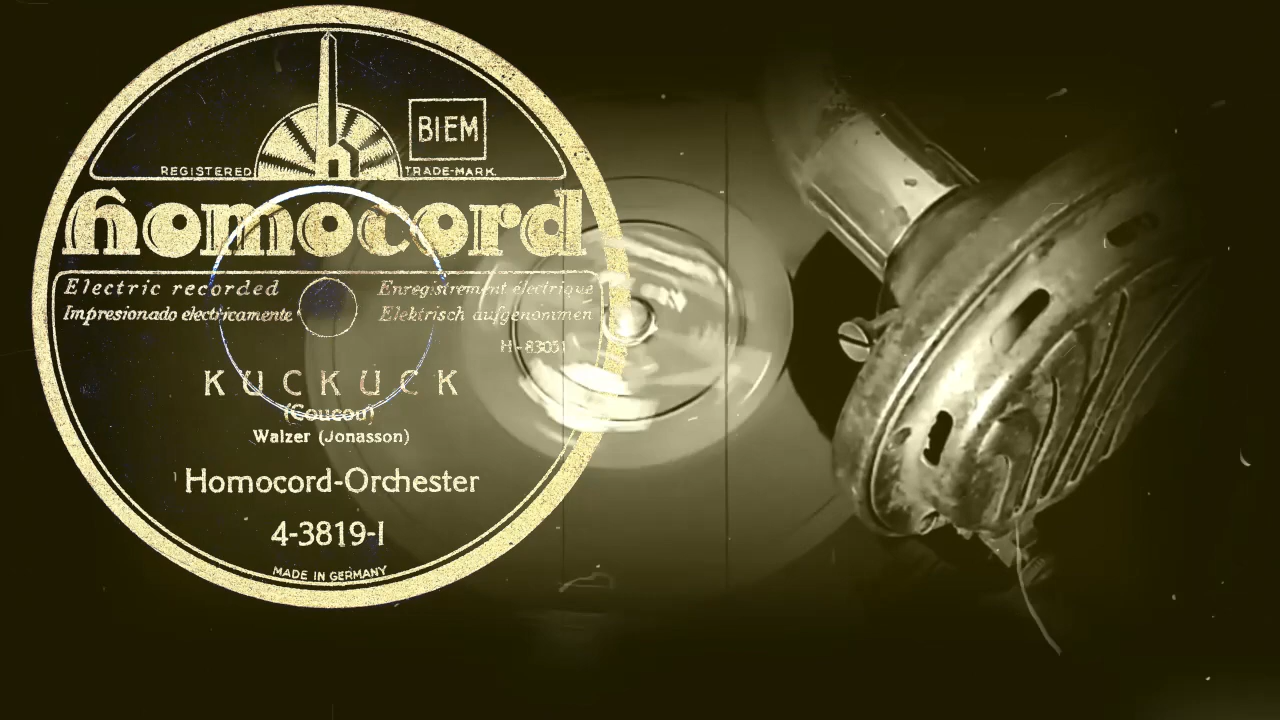 BIEM
REGISTERED TRADE-MARK.
homocord
Electric recorded Enregistrement électrique
Impresionado electricamente Elektrisch aufgenommen
H-83051
KUCKUCK
(Coucou)
Walzer (Jonasson)
Homocord-Orchester
4-3819-I
MADE IN GERMANY